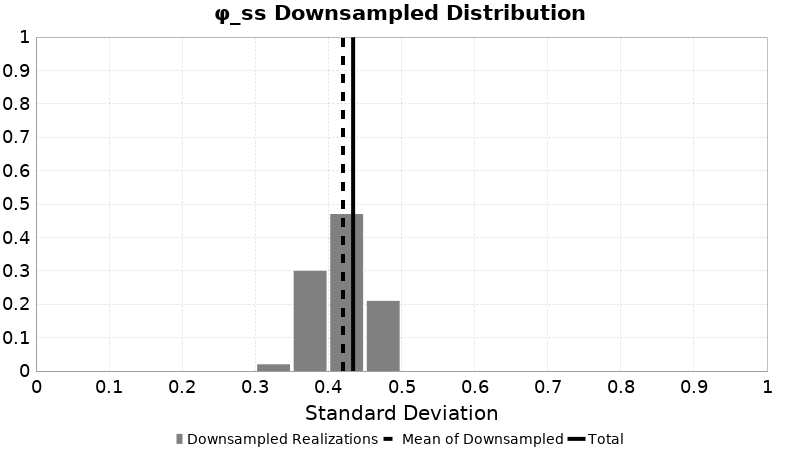 φ_ss Downsampled Distribution
1
0.9
0.8
0.7
0.6
0.5
0.4
0.3
0.2
0.1
0
0 0.1 0.2 0.3 0.4 0.5 0.6 0.7 0.8 0.9 1
Standard Deviation
Downsampled Realizations Mean of Downsampled Total